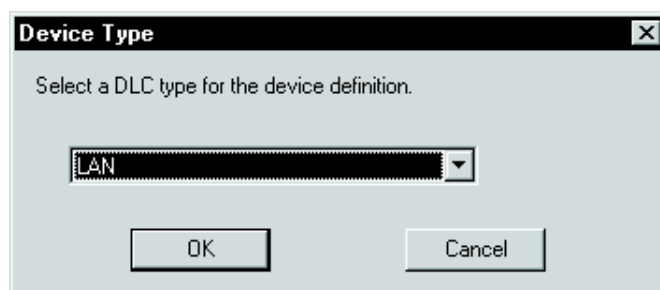 Device Type
Select a DLC type for the device definition.
LAN
OK
Cancel